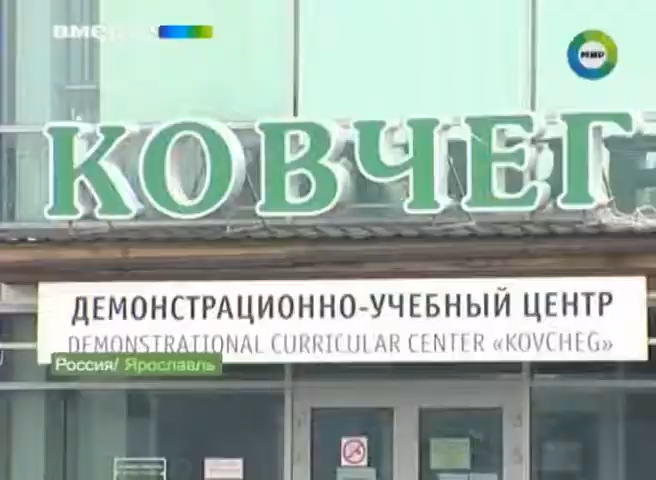 МИР
КОВЧЕГ
ДЕМОНСТРАЦИОННО-УЧЕБНЫЙ ЦЕНТР
DEMONSTRATIONAL CURRICULAR CENTER «KOVCHEG»
Россия/ Ярославль